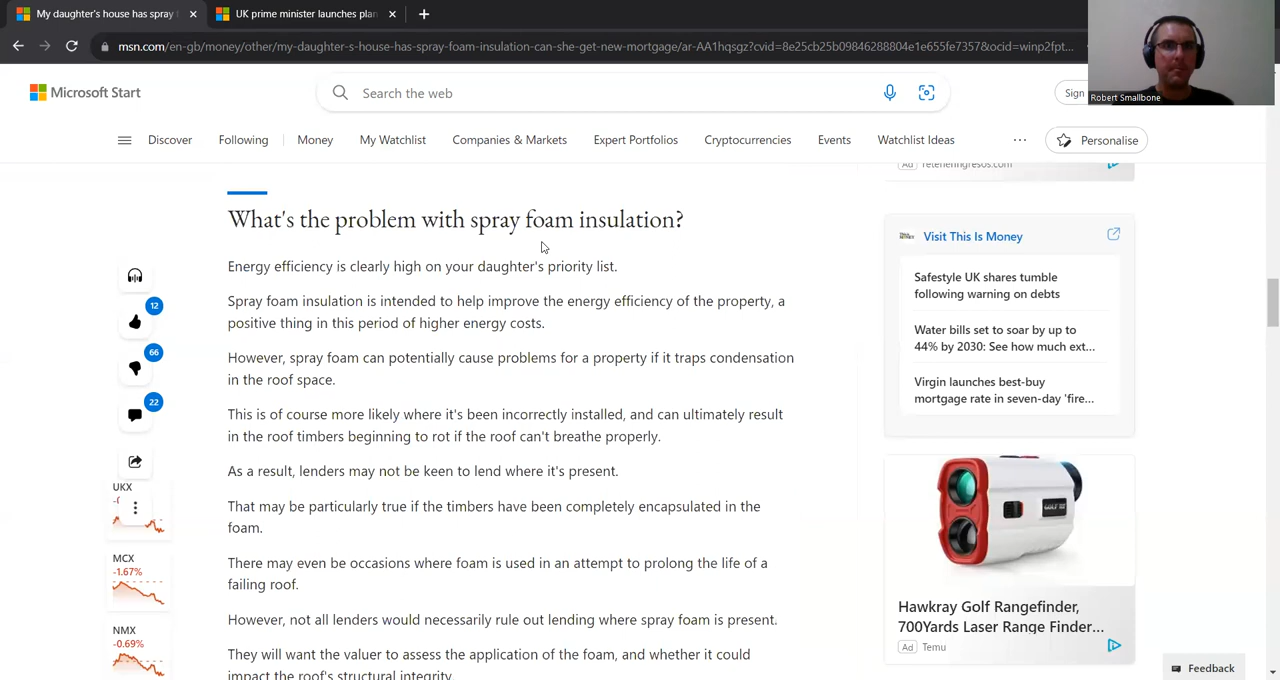 My daughter's house has spray
UK prime minister launches plan
msn.com/en-gb/money/other/my-daughter-s-house-has-spray-foam-insulation-can-she-get-new-mortgage/ar-AA1hqsgz?cvid=8e25cb25b09846288804e1e655fe7357&ocid=winp2fpt...
Robert Smallbone
Microsoft Start
Search the web
Sign
Discover
Following
Money
My Watchlist
Companies & Markets
Expert Portfolios
Cryptocurrencies
Events
Watchlist Ideas
...
Personalise
Ad
What's the problem with spray foam insulation?
Energy efficiency is clearly high on your daughter's priority list.
Spray foam insulation is intended to help improve the energy efficiency of the property, a
positive thing in this period of higher energy costs.
However, spray foam can potentially cause problems for a property if it traps condensation
in the roof space.
This is of course more likely where it's been incorrectly installed, and can ultimately result
in the roof timbers beginning to rot if the roof can't breathe properly.
As a result, lenders may not be keen to lend where it's present.
That may be particularly true if the timbers have been completely encapsulated in the
foam.
There may even be occasions where foam is used in an attempt to prolong the life of a
failing roof.
However, not all lenders would necessarily rule out lending where spray foam is present.
They will want the valuer to assess the application of the foam, and whether it could
impact the roof's structural integrity.
12
66
22
UKX
MCX
-1.67%
NMX
-0.69%
Visit This Is Money
Safestyle UK shares tumble
following warning on debts
Water bills set to soar by up to
44% by 2030: See how much ext...
Virgin launches best-buy
mortgage rate in seven-day 'fire...
GOLF
Hawkray Golf Rangefinder,
700Yards Laser Range Finder...
Ad Temu
Feedback